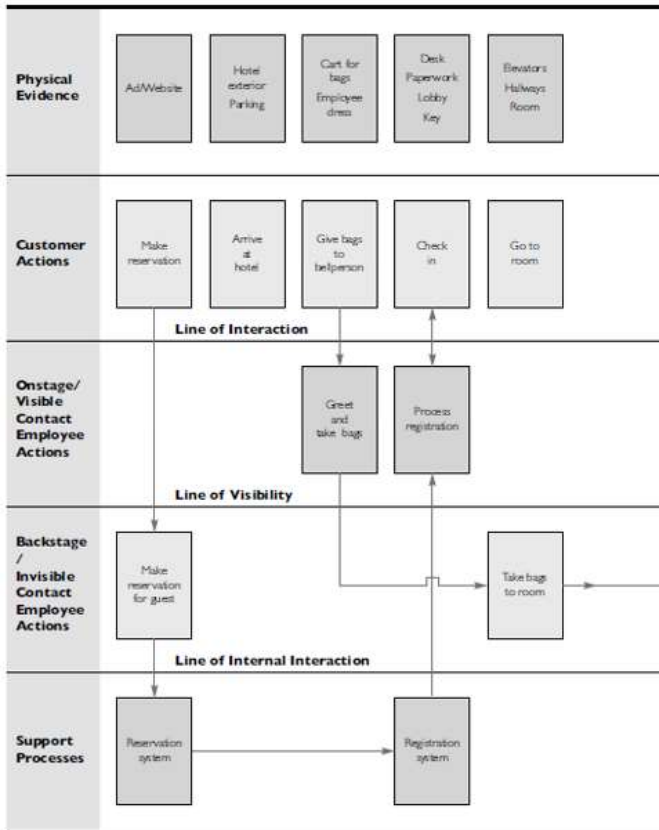 Physical
Evidence
Ad/Website
Hotel
exterior
Parking
Cart for
bags
Employee
dress
Desk
Paperwork
Lobby
Key
Elevators
Hallways
Room
Customer
Actions
Make
reservation
Arrive
at
hotel
Give bags
to
bellperson
Check
in
Go to
room
Line of Interaction
Onstage/
Visible
Contact
Employee
Actions
Greet
and
take bags
Process
registration
Line of Visibility
Backstage
/
Invisible
Contact
Employee
Actions
Make
reservation
for guest
Take bags
to room
Line of Internal Interaction
Support
Processes
Reservation
system
Registration
system